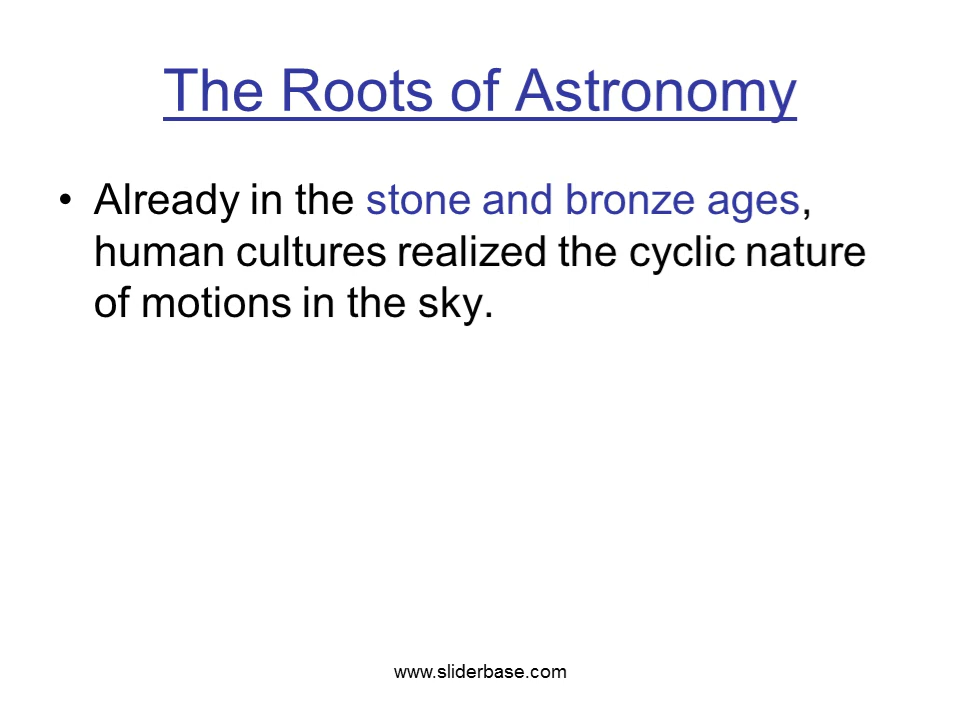 The Roots of Astronomy
• Already in the stone and bronze ages,
human cultures realized the cyclic nature
of motions in the sky.
www.sliderbase.com